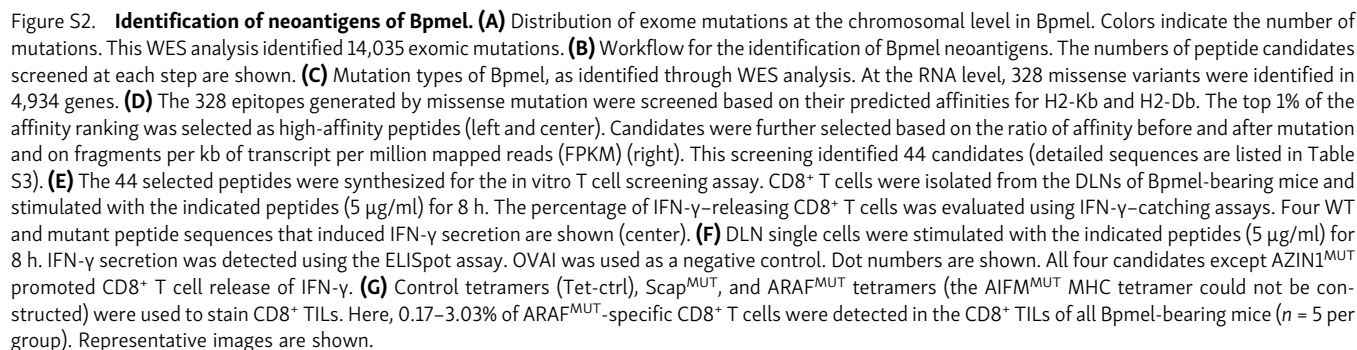 Figure S2. Identification of neoantigens of Bpmel. (A) Distribution of exome mutations at the chromosomal level in Bpmel. Colors indicate the number of
mutations. This WES analysis identified 14,035 exomic mutations. (B) Workflow for the identification of Bpmel neoantigens. The numbers of peptide candidates
screened at each step are shown. (C) Mutation types of Bpmel, as identified through WES analysis. At the RNA level, 328 missense variants were identified in
4,934 genes. (D) The 328 epitopes generated by missense mutation were screened based on their predicted affinities for H2-Kb and H2-Db. The top 1% of the
affinity ranking was selected as high-affinity peptides (left and center). Candidates were further selected based on the ratio of affinity before and after mutation
and on fragments per kb of transcript per million mapped reads (FPKM) (right). This screening identified 44 candidates (detailed sequences are listed in Table
S3). (E) The 44 selected peptides were synthesized for the in vitro T cell screening assay. CD8⁺ T cells were isolated from the DLNs of Bpmel-bearing mice and
stimulated with the indicated peptides (5 µg/ml) for 8 h. The percentage of IFN-γ–releasing CD8⁺ T cells was evaluated using IFN-γ–catching assays. Four WT
and mutant peptide sequences that induced IFN-γ secretion are shown (center). (F) DLN single cells were stimulated with the indicated peptides (5 µg/ml) for
8 h. IFN-γ secretion was detected using the ELISpot assay. OVAI was used as a negative control. Dot numbers are shown. All four candidates except AZIN1ᴹᵁᵀ
promoted CD8⁺ T cell release of IFN-γ. (G) Control tetramers (Tet-ctrl), Scapᴹᵁᵀ, and ARAFᴹᵁᵀ tetramers (the AIFMᴹᵁᵀ MHC tetramer could not be con-
structed) were used to stain CD8⁺ TILs. Here, 0.17–3.03% of ARAFᴹᵁᵀ-specific CD8⁺ T cells were detected in the CD8⁺ TILs of all Bpmel-bearing mice (n = 5 per
group). Representative images are shown.